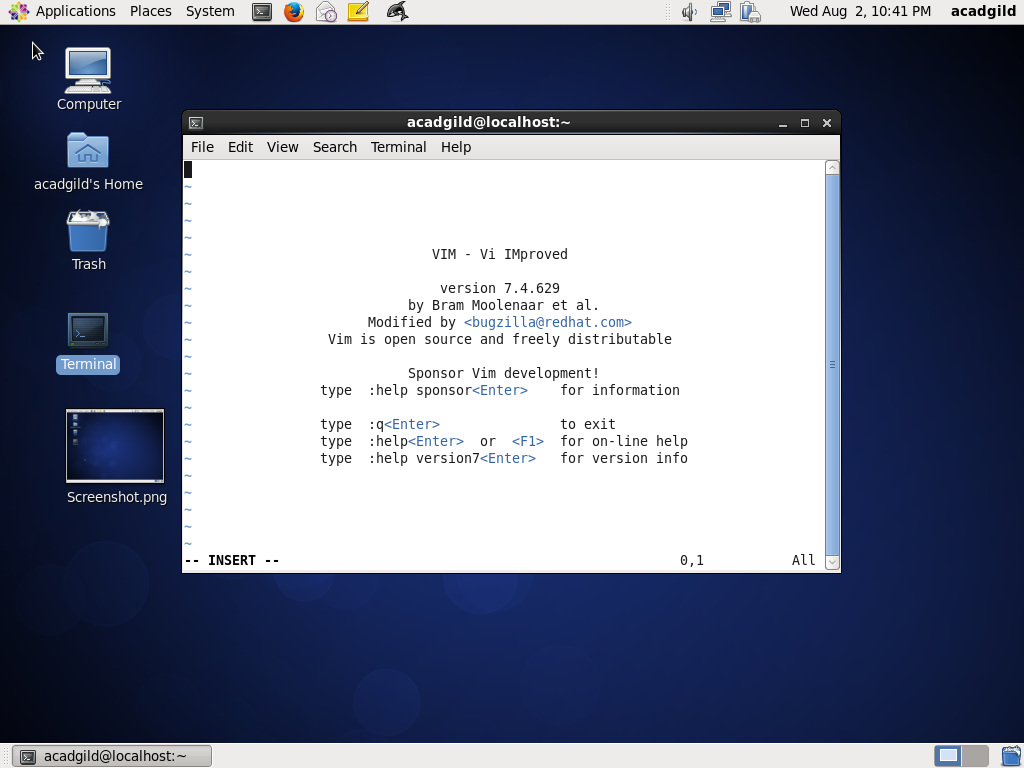 Applications Places System Wed Aug 2, 10:41 PM acadgild
Computer
acadgild's Home
Trash
Terminal
Screenshot.png
acadgild@localhost:~
File Edit View Search Terminal Help
~
~
~
~
~ VIM - Vi IMproved
~
~ version 7.4.629
~ by Bram Moolenaar et al.
~ Modified by <bugzilla@redhat.com>
~ Vim is open source and freely distributable
~
~ Sponsor Vim development!
~ type :help sponsor<Enter> for information
~
~ type :q<Enter> to exit
~ type :help<Enter> or <F1> for on-line help
~ type :help version7<Enter> for version info
~
~
~
~
~
-- INSERT -- 0,1 All
acadgild@localhost:~